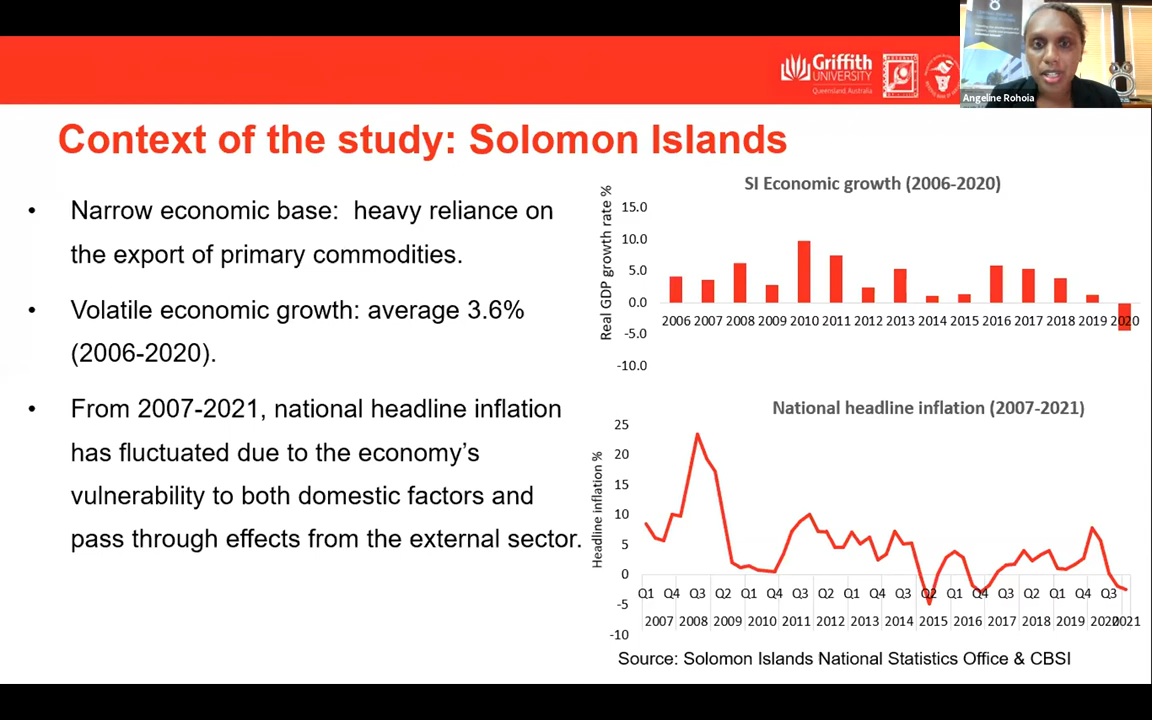 Griffith
UNIVERSITY
Queensland, Australia
Angeline Rohoia
Context of the study: Solomon Islands
• Narrow economic base: heavy reliance on
the export of primary commodities.
• Volatile economic growth: average 3.6%
(2006-2020).
• From 2007-2021, national headline inflation
has fluctuated due to the economy’s
vulnerability to both domestic factors and
pass through effects from the external sector.
SI Economic growth (2006-2020)
Real GDP growth rate %
15.0
10.0
5.0
0.0
-5.0
-10.0
2006 2007 2008 2009 2010 2011 2012 2013 2014 2015 2016 2017 2018 2019 2020
National headline inflation (2007-2021)
Headline inflation %
25
20
15
10
5
0
-5
-10
Q1 Q4 Q3 Q2 Q1 Q4 Q3 Q2 Q1 Q4 Q3 Q2 Q1 Q4 Q3 Q2 Q1 Q4 Q3
2007 2008 2009 2010 2011 2012 2013 2014 2015 2016 2017 2018 2019 2020 2021
Source: Solomon Islands National Statistics Office & CBSI